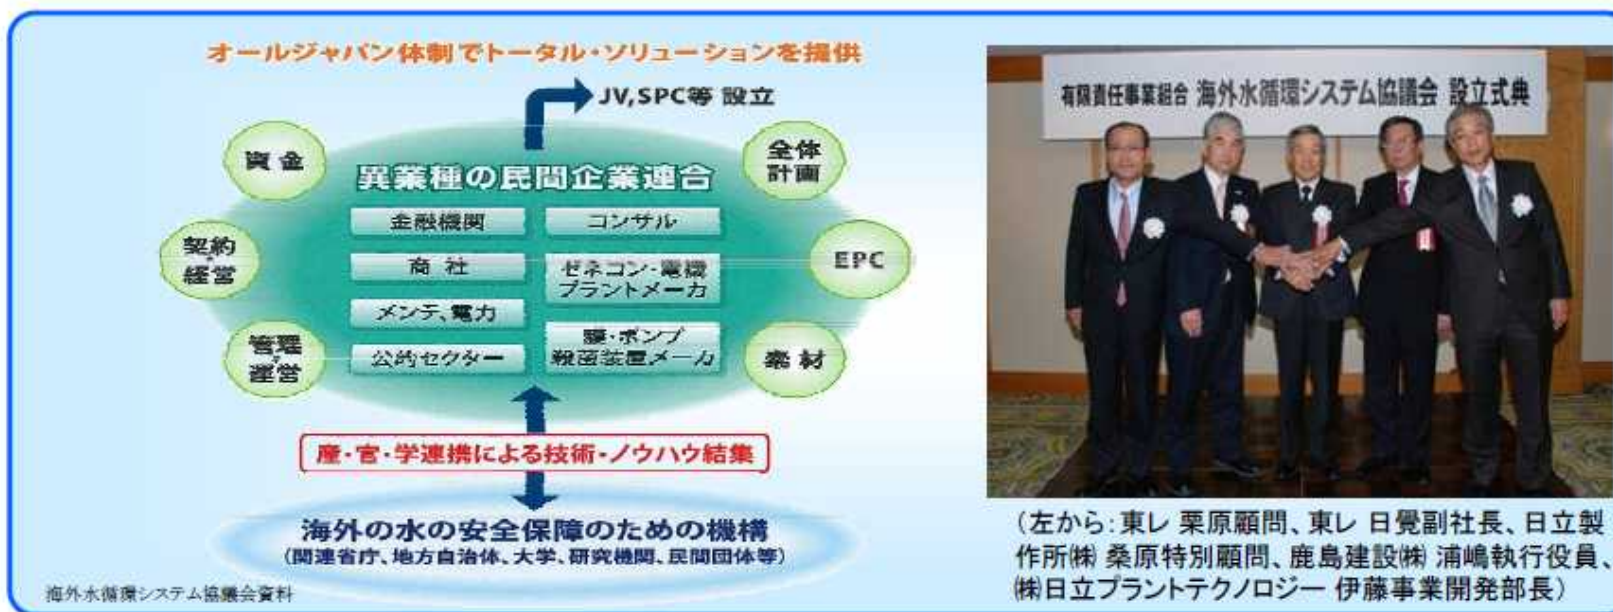 オールジャパン体制でトータル・ソリューションを提供
JV,SPC等 設立
資金
全体
計画
異業種の民間企業連合
金融機関
コンサル
契約
経営
商社
ゼネコン・電機
プラントメーカ
EPC
メンテ、電力
管理
運営
公的セクター
膜・ポンプ
殺菌装置メーカ
素材
産・官・学連携による技術・ノウハウ結集
海外の水の安全保障のための機構
(関連省庁、地方自治体、大学、研究機関、民間団体等)
海外水循環システム協議会資料
有限責任事業組合 海外水循環システム協議会 設立式典
(左から:東レ 栗原顧問、東レ 日覺副社長、日立製
作所㈱ 桑原特別顧問、鹿島建設㈱ 浦嶋執行役員、
㈱日立プラントテクノロジー 伊藤事業開発部長)